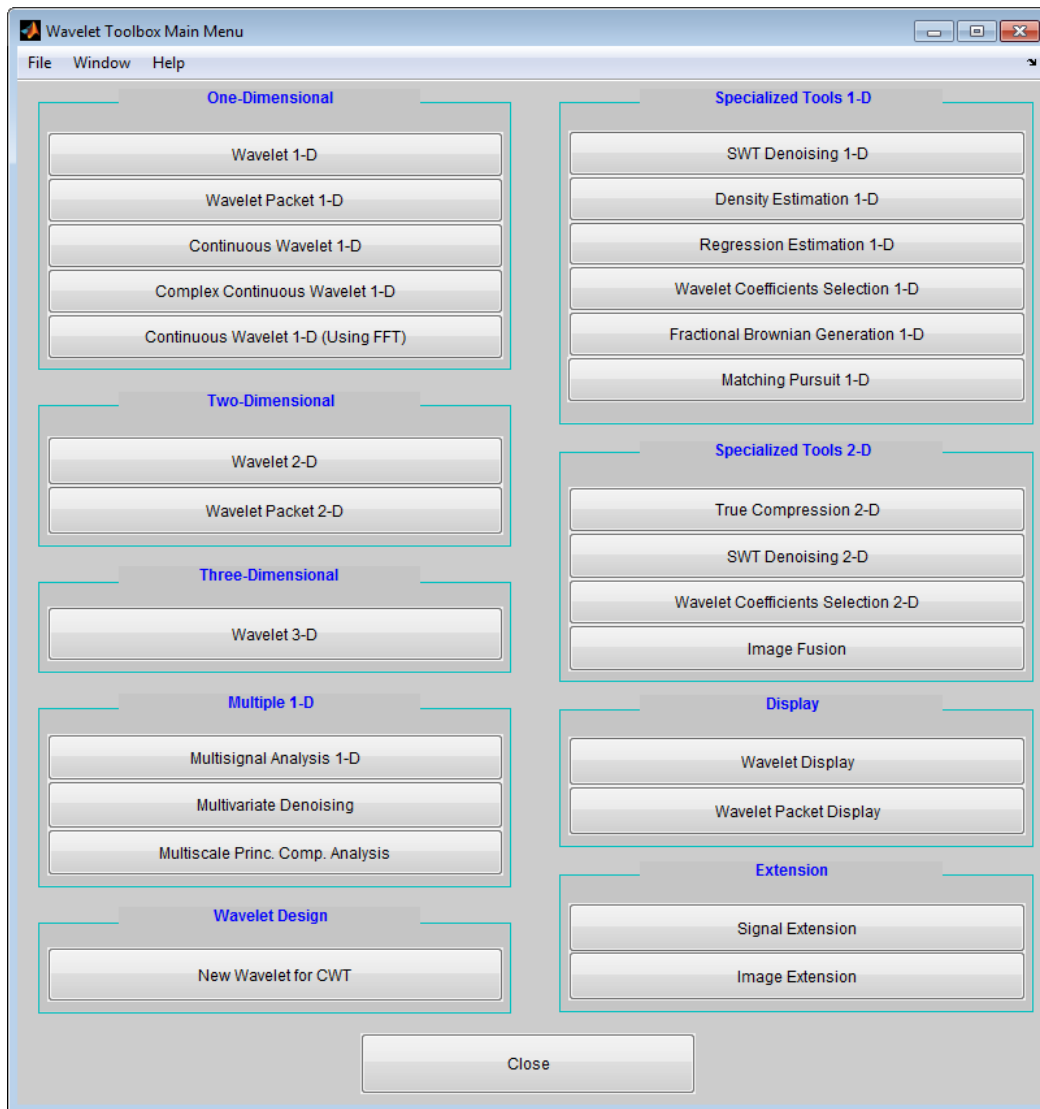 Wavelet Toolbox Main Menu
File Window Help
One-Dimensional
Wavelet 1-D
Wavelet Packet 1-D
Continuous Wavelet 1-D
Complex Continuous Wavelet 1-D
Continuous Wavelet 1-D (Using FFT)
Two-Dimensional
Wavelet 2-D
Wavelet Packet 2-D
Three-Dimensional
Wavelet 3-D
Multiple 1-D
Multisignal Analysis 1-D
Multivariate Denoising
Multiscale Princ. Comp. Analysis
Wavelet Design
New Wavelet for CWT
Specialized Tools 1-D
SWT Denoising 1-D
Density Estimation 1-D
Regression Estimation 1-D
Wavelet Coefficients Selection 1-D
Fractional Brownian Generation 1-D
Matching Pursuit 1-D
Specialized Tools 2-D
True Compression 2-D
SWT Denoising 2-D
Wavelet Coefficients Selection 2-D
Image Fusion
Display
Wavelet Display
Wavelet Packet Display
Extension
Signal Extension
Image Extension
Close